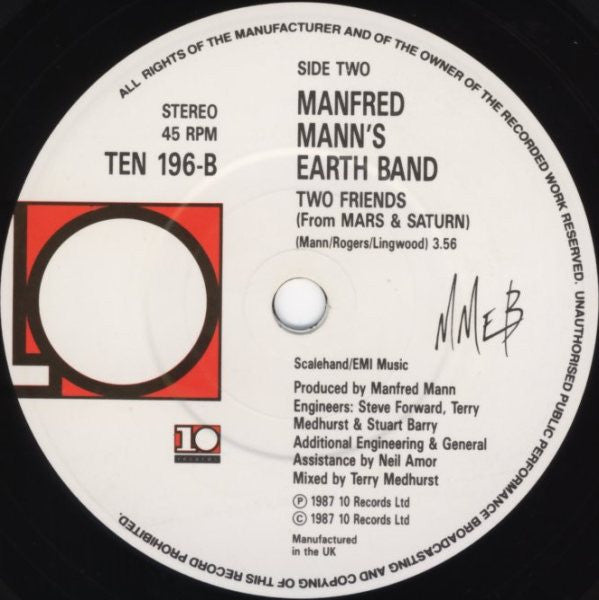 ALL RIGHTS OF THE MANUFACTURER AND OF THE OWNER OF THE RECORDED WORK RESERVED. UNAUTHORISED PUBLIC PERFORMANCE BROADCASTING AND COPYING OF THIS RECORD PROHIBITED.
SIDE TWO
STEREO
45 RPM
TEN 196-B
MANFRED
MANN'S
EARTH BAND
TWO FRIENDS
(From MARS & SATURN)
(Mann/Rogers/Lingwood) 3.56
MMEB
Scalehand/EMI Music
Produced by Manfred Mann
Engineers: Steve Forward, Terry
Medhurst & Stuart Barry
Additional Engineering & General
Assistance by Neil Amor
Mixed by Terry Medhurst
Ⓟ 1987 10 Records Ltd
© 1987 10 Records Ltd
Manufactured
in the UK
10
10
records